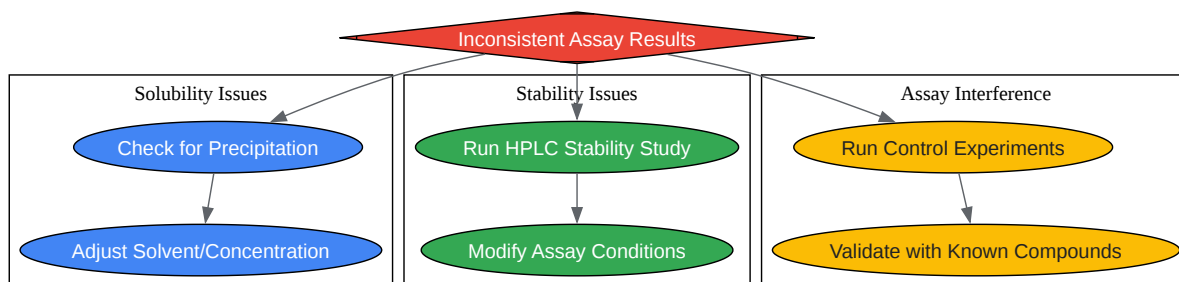 Inconsistent Assay Results
Solubility Issues
Stability Issues
Assay Interference
Check for Precipitation
Run HPLC Stability Study
Run Control Experiments
Adjust Solvent/Concentration
Modify Assay Conditions
Validate with Known Compounds